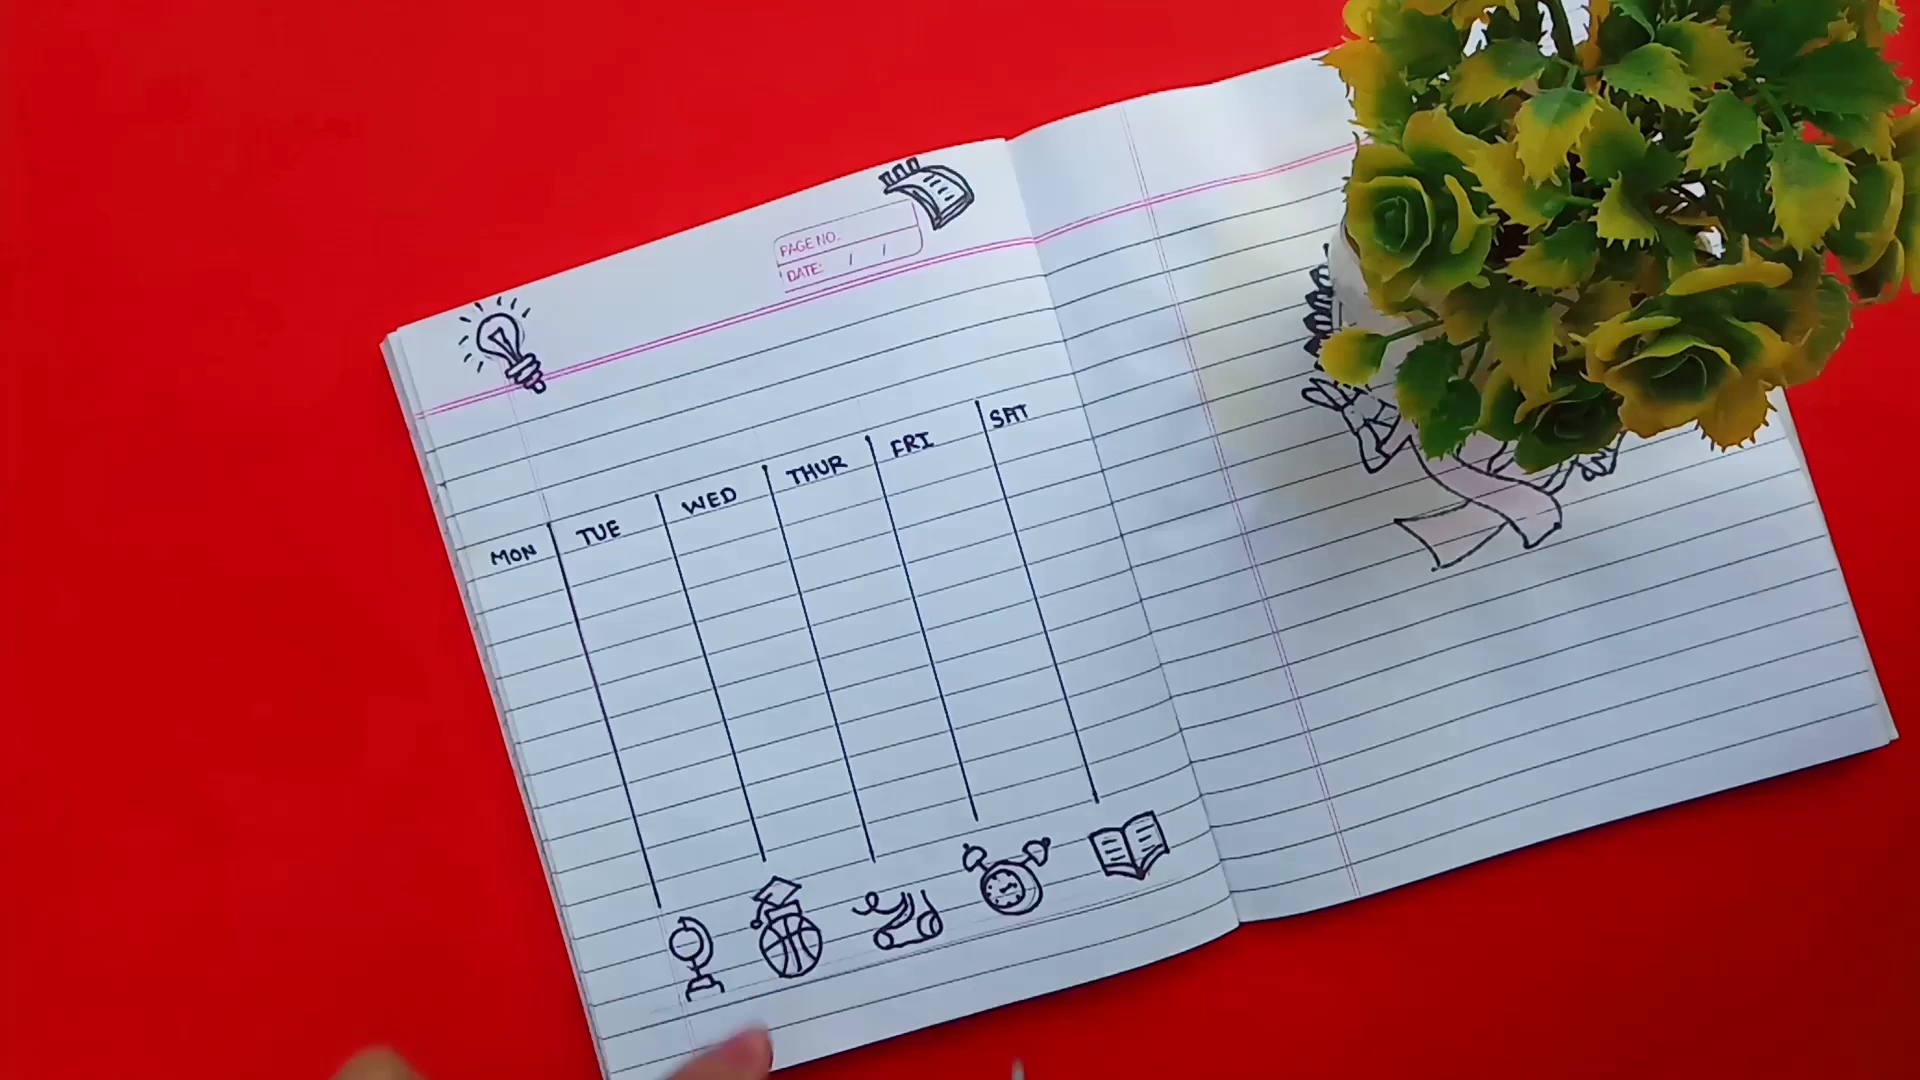 PAGE NO.
DATE: / /
MON TUE WED THUR FRI SAT